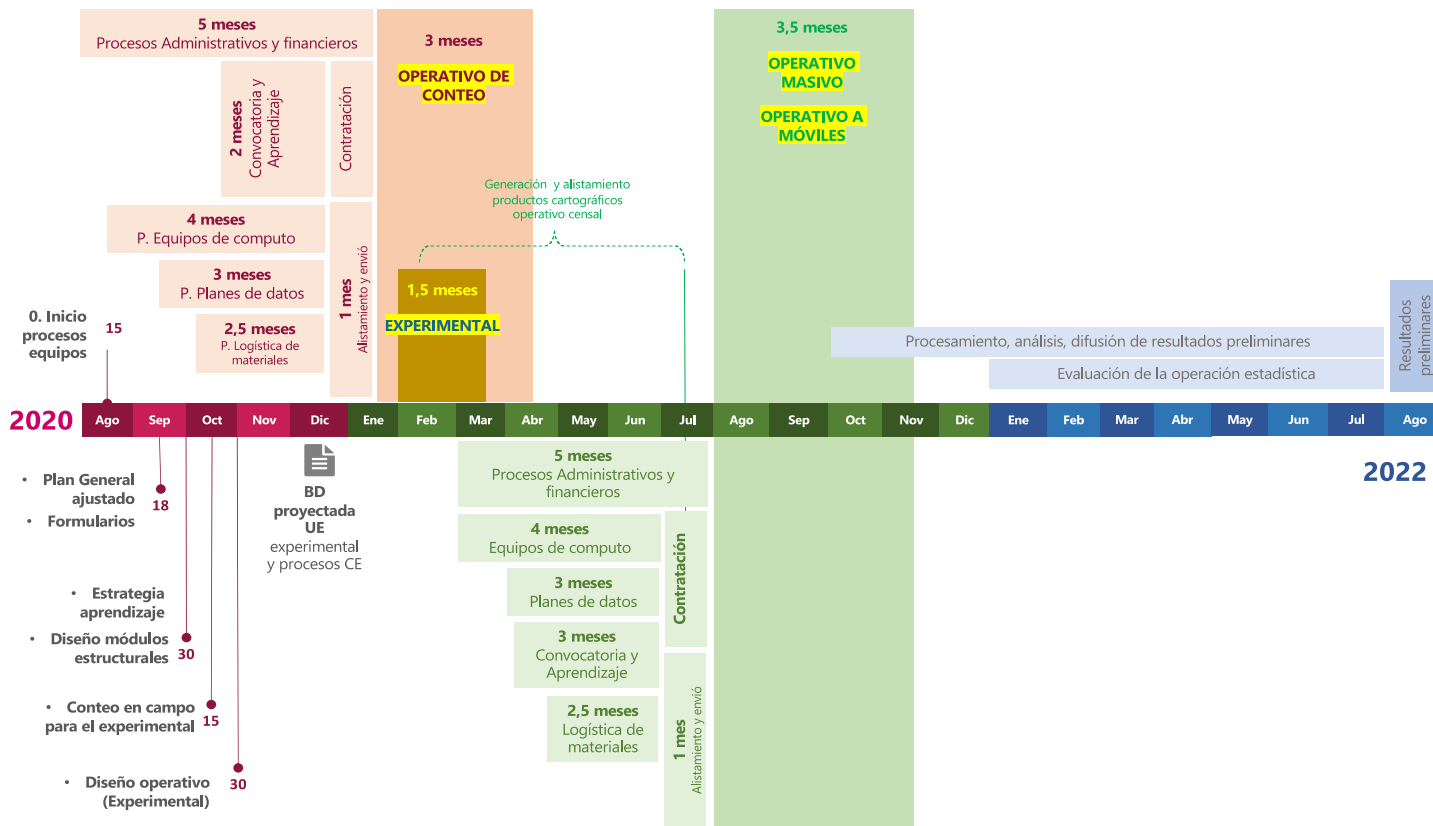 5 meses
Procesos Administrativos y financieros
2 meses
Convocatoria y
Aprendizaje
Contratación
3 meses
OPERATIVO DE
CONTEO
3,5 meses
OPERATIVO
MASIVO
OPERATIVO A
MÓVILES
Generación y alistamiento
productos cartográficos
operativo censal
4 meses
P. Equipos de computo
3 meses
P. Planes de datos
2,5 meses
P. Logística de
materiales
1 mes
Alistamiento y envió
1,5 meses
EXPERIMENTAL
0. Inicio
procesos
equipos
15
Procesamiento, análisis, difusión de resultados preliminares
Evaluación de la operación estadística
Resultados
preliminares
2020 Ago Sep Oct Nov Dic Ene Feb Mar Abr May Jun Jul Ago Sep Oct Nov Dic Ene Feb Mar Abr May Jun Jul Ago
2022
• Plan General
ajustado
18
• Formularios
• Estrategia
aprendizaje
• Diseño módulos
estructurales
30
• Conteo en campo
para el experimental
15
• Diseño operativo
(Experimental)
30
BD
proyectada
UE
experimental
y procesos CE
5 meses
Procesos Administrativos y
financieros
4 meses
Equipos de computo
3 meses
Planes de datos
3 meses
Convocatoria y
Aprendizaje
2,5 meses
Logística de
materiales
Contratación
1 mes
Alistamiento y envió